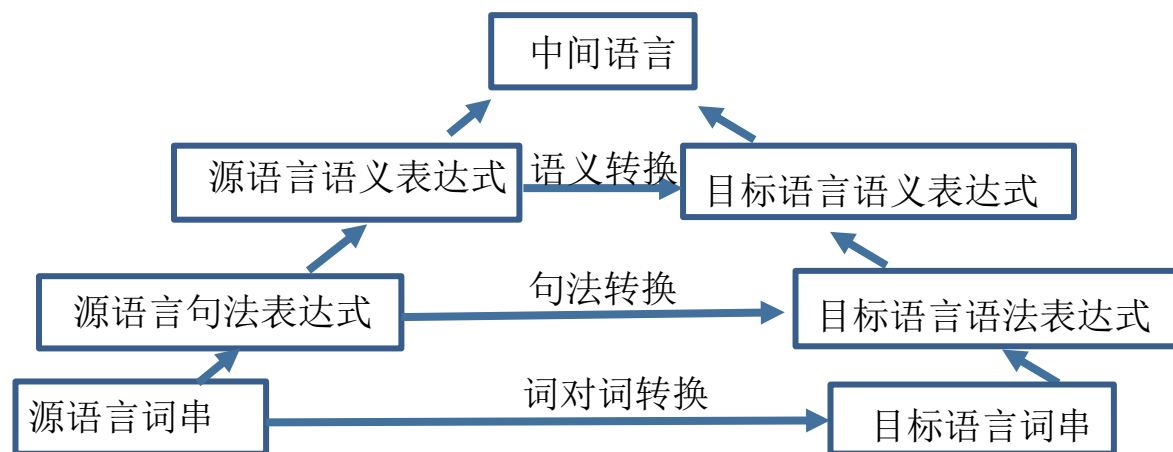 中间语言
源语言语义表达式
语义转换
目标语言语义表达式
源语言句法表达式
句法转换
目标语言语法表达式
源语言词串
词对词转换
目标语言词串